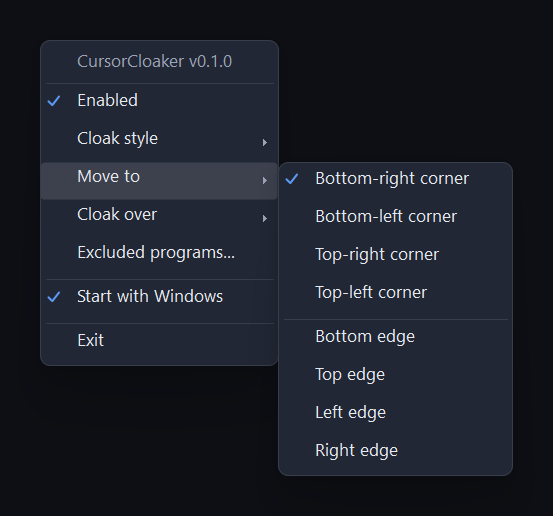 CursorCloaker v0.1.0
Enabled
Cloak style
Move to
Cloak over
Excluded programs...
Start with Windows
Exit
Bottom-right corner
Bottom-left corner
Top-right corner
Top-left corner
Bottom edge
Top edge
Left edge
Right edge